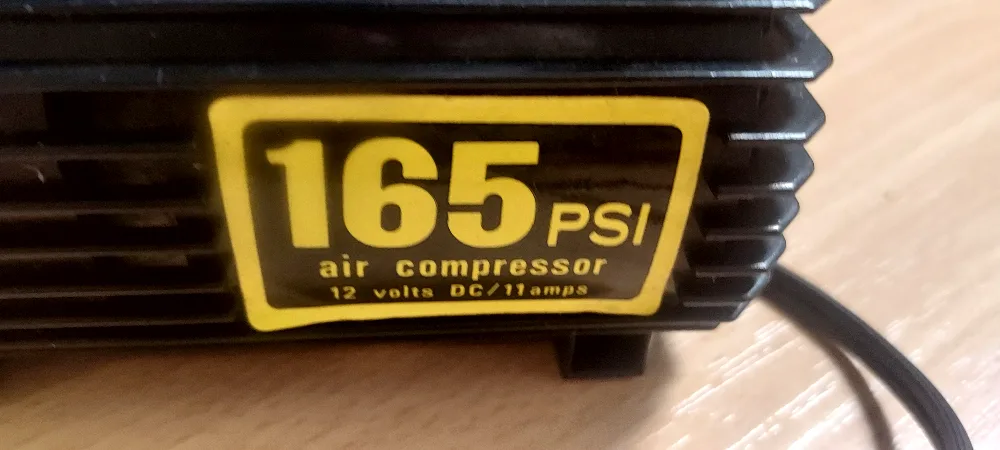 165 PSI
air compressor
12 volts DC/11amps